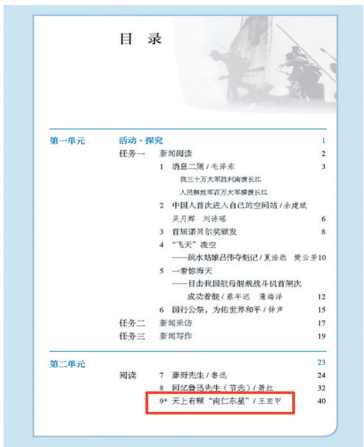 目 录
第一单元 活动·探究 1
任务一 新闻阅读 2
1 消息二则/毛泽东 3
我三十万大军胜利南渡长江
人民解放军百万大军横渡长江
2 中国人首次进入自己的空间站/余建斌
吴月辉 刘诗瑶 6
3 首届诺贝尔奖颁发 8
4 “飞天”凌空
——跳水姑娘吕伟夺魁记/夏浩然 樊云芳10
5 一着惊海天
——目击我国航母舰载战斗机首架次
成功着舰/蔡年迟 蒲海洋 12
6 国行公祭，为佑世界和平/钟声 15
任务二 新闻采访 17
任务三 新闻写作 19
第二单元 23
阅读 7 藤野先生/鲁迅 24
8 回忆鲁迅先生（节选）/萧红 32
9* 天上有颗“南仁东星”/王宏甲 40